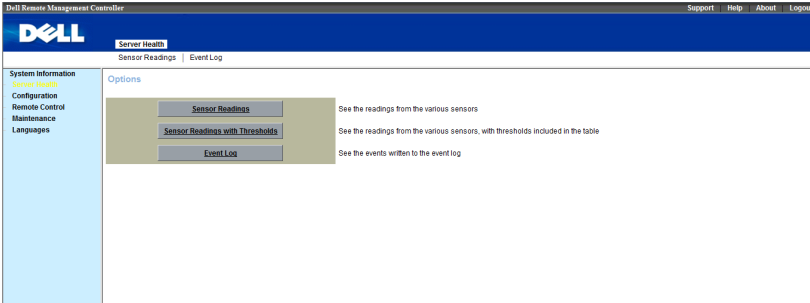 Dell Remote Management Controller
Support Help About Logou
DELL
Server Health
Sensor Readings Event Log
System Information
Server Health
Configuration
Remote Control
Maintenance
Languages
Options
Sensor Readings See the readings from the various sensors
Sensor Readings with Thresholds See the readings from the various sensors, with thresholds included in the table
Event Log See the events written to the event log